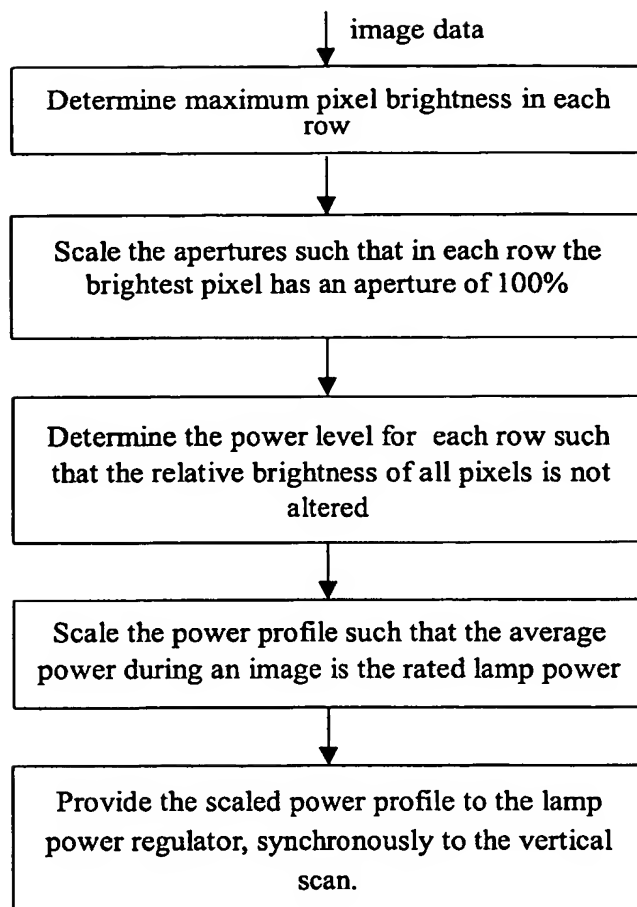 image data
Determine maximum pixel brightness in each
row
Scale the apertures such that in each row the
brightest pixel has an aperture of 100%
Determine the power level for each row such
that the relative brightness of all pixels is not
altered
Scale the power profile such that the average
power during an image is the rated lamp power
Provide the scaled power profile to the lamp
power regulator, synchronously to the vertical
scan.